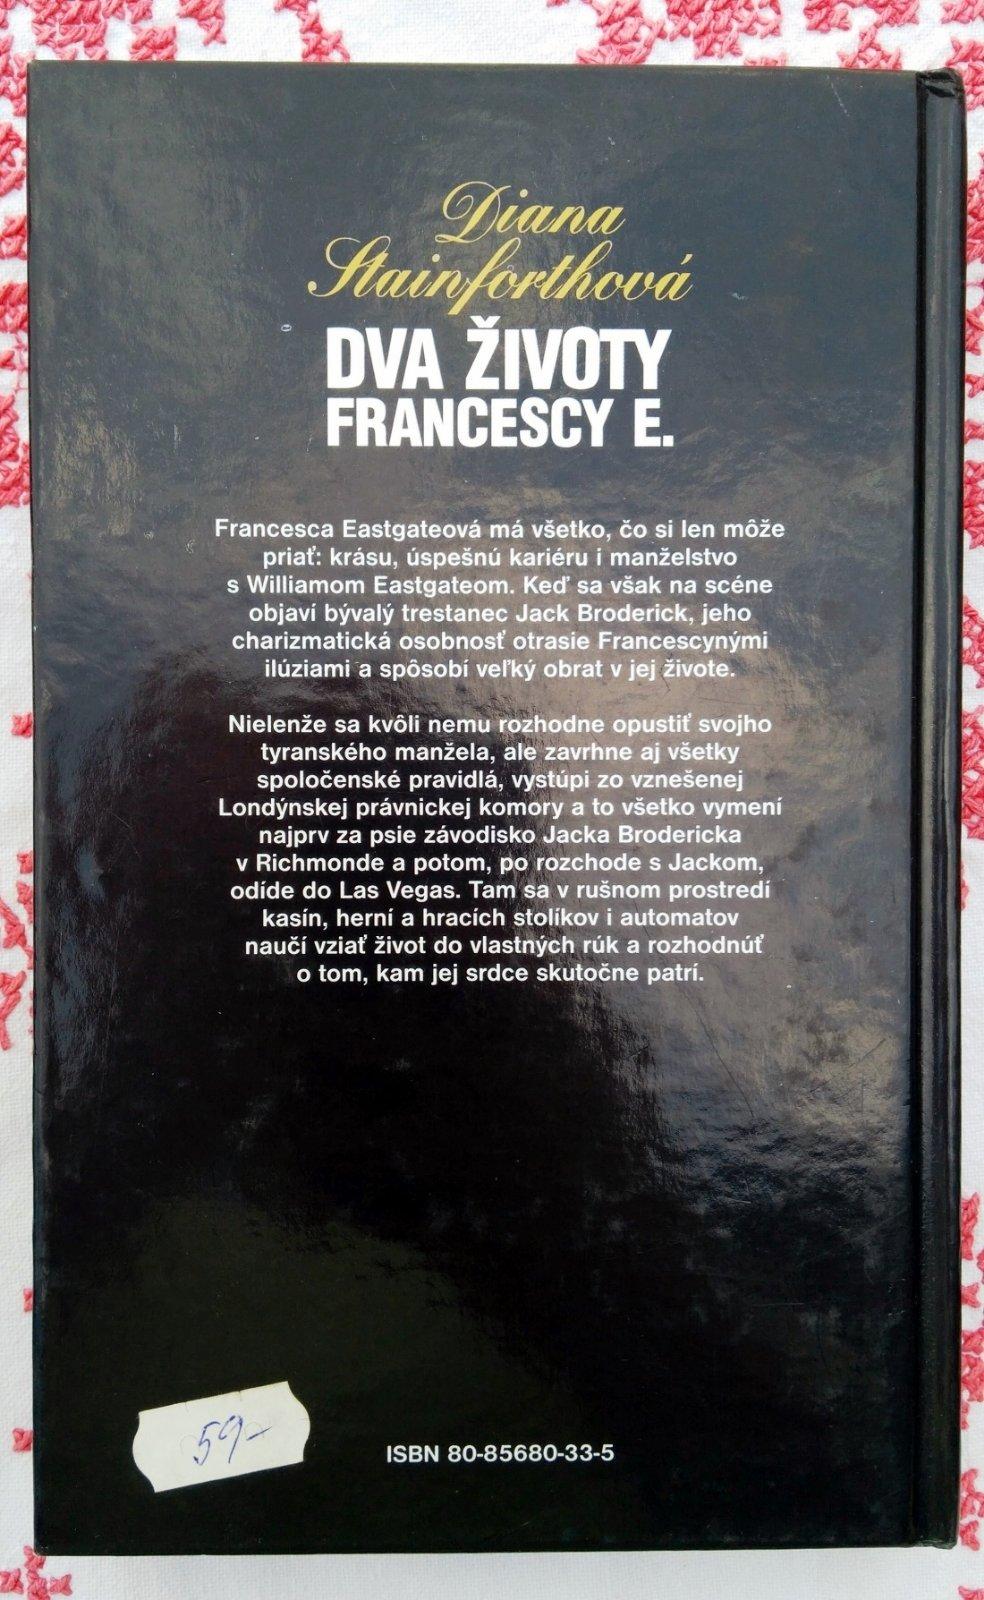 Diana
Stainforthová
DVA ŽIVOTY
FRANCESCY E.
Francesca Eastgateová má všetko, čo si len môže
priať: krásu, úspešnú kariéru i manželstvo
s Williamom Eastgateom. Keď sa však na scéne
objaví bývalý trestanec Jack Broderick, jeho
charizmatická osobnosť otrasie Francescynými
ilúziami a spôsobí veľký obrat v jej živote.
Nielenže sa kvôli nemu rozhodne opustiť svojho
tyranského manžela, ale zavrhne aj všetky
spoločenské pravidlá, vystúpi zo vznešenej
Londýnskej právnickej komory a to všetko vymení
najprv za psie závodisko Jacka Brodericka
v Richmonde a potom, po rozchode s Jackom,
odíde do Las Vegas. Tam sa v rušnom prostredí
kasín, herní a hracích stolíkov i automatov
naučí vziať život do vlastných rúk a rozhodnúť
o tom, kam jej srdce skutočne patrí.
59-
ISBN 80-85680-33-5